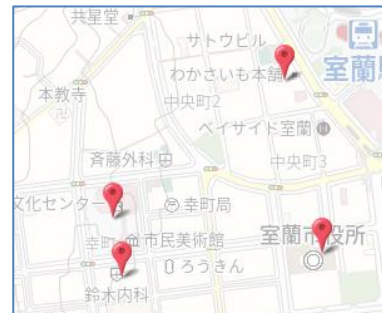 共星堂
サトウビル
室蘭
わかさいも本舗
本教寺
中央町2
ベイサイド室蘭
斉藤外科
中央町3
文化センター
幸町局
幸町
市民美術館
室蘭市役所
ろうきん
鈴木内科